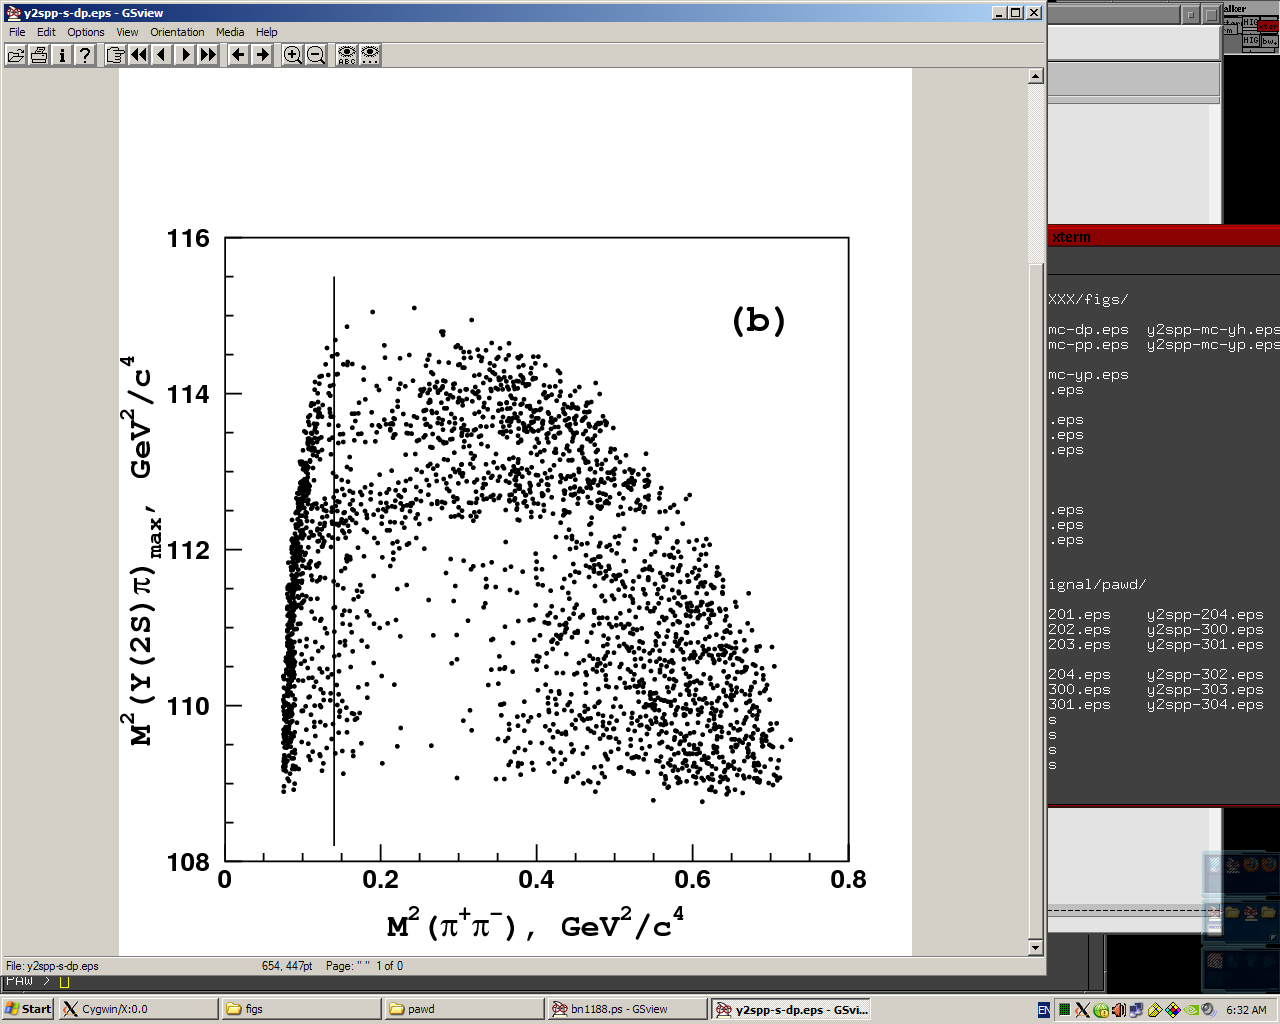 y2spp-s-dp.eps - GSview
alker
File Edit Options View Orientation Media Help
HIG
HIG
ABC
116
(b)
114
112
110
108
M²(Υ(2S)π)max, GeV²/c⁴
0 0.2 0.4 0.6 0.8
M²(π⁺π⁻), GeV²/c⁴
xterm
XXX/figs/
mc-dp.eps y2spp-mc-yh.eps
mc-pp.eps y2spp-mc-yp.eps
mc-yp.eps
.eps
.eps
.eps
.eps
.eps
.eps
.eps
ignal/pawd/
201.eps y2spp-204.eps
202.eps y2spp-300.eps
203.eps y2spp-301.eps
204.eps y2spp-302.eps
300.eps y2spp-303.eps
301.eps y2spp-304.eps
s
s
s
s
File: y2spp-s-dp.eps 654, 447pt Page: " " 1 of 0
PAW >
Start Cygwin/X:0.0 figs pawd bn1188.ps - GSview y2spp-s-dp.eps - GSvi... EN 6:32 AM